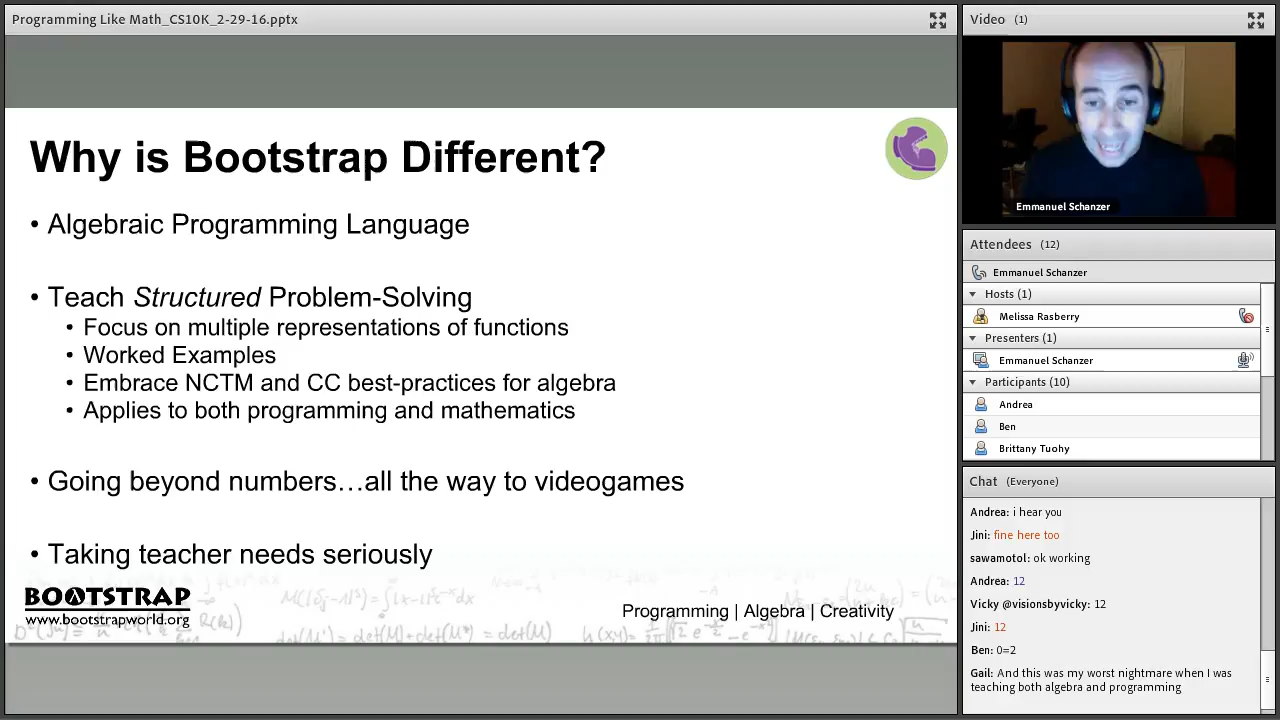 Programming Like Math_CS10K_2-29-16.pptx
Why is Bootstrap Different?
• Algebraic Programming Language
• Teach Structured Problem-Solving
• Focus on multiple representations of functions
• Worked Examples
• Embrace NCTM and CC best-practices for algebra
• Applies to both programming and mathematics
• Going beyond numbers…all the way to videogames
• Taking teacher needs seriously
BOOTSTRAP
www.bootstrapworld.org
Programming | Algebra | Creativity
Video (1)
Emmanuel Schanzer
Attendees (12)
Emmanuel Schanzer
Hosts (1)
Melissa Rasberry
Presenters (1)
Emmanuel Schanzer
Participants (10)
Andrea
Ben
Brittany Tuohy
Chat (Everyone)
Andrea: i hear you
Jini: fine here too
sawamotol: ok working
Andrea: 12
Vicky @visionsbyvicky: 12
Jini: 12
Ben: 0=2
Gail: And this was my worst nightmare when I was
teaching both algebra and programming